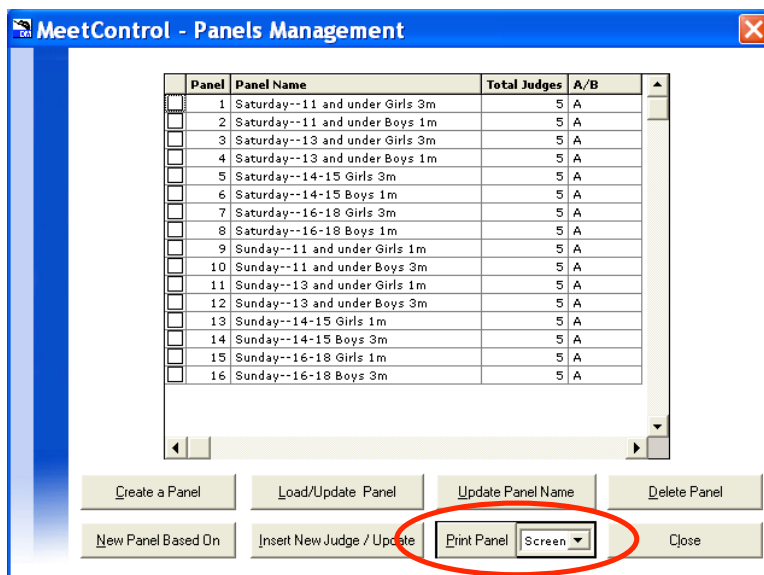 MeetControl - Panels Management
Panel Panel Name Total Judges A/B
1 Saturday--11 and under Girls 3m 5 A
2 Saturday--11 and under Boys 1m 5 A
3 Saturday--13 and under Girls 3m 5 A
4 Saturday--13 and under Boys 1m 5 A
5 Saturday--14-15 Girls 3m 5 A
6 Saturday--14-15 Boys 1m 5 A
7 Saturday--16-18 Girls 3m 5 A
8 Saturday--16-18 Boys 1m 5 A
9 Sunday--11 and under Girls 1m 5 A
10 Sunday--11 and under Boys 3m 5 A
11 Sunday--13 and under Girls 1m 5 A
12 Sunday--13 and under Boys 3m 5 A
13 Sunday--14-15 Girls 1m 5 A
14 Sunday--14-15 Boys 3m 5 A
15 Sunday--16-18 Girls 1m 5 A
16 Sunday--16-18 Boys 3m 5 A
Create a Panel Load/Update Panel Update Panel Name Delete Panel
New Panel Based On Insert New Judge / Update Print Panel Screen Close